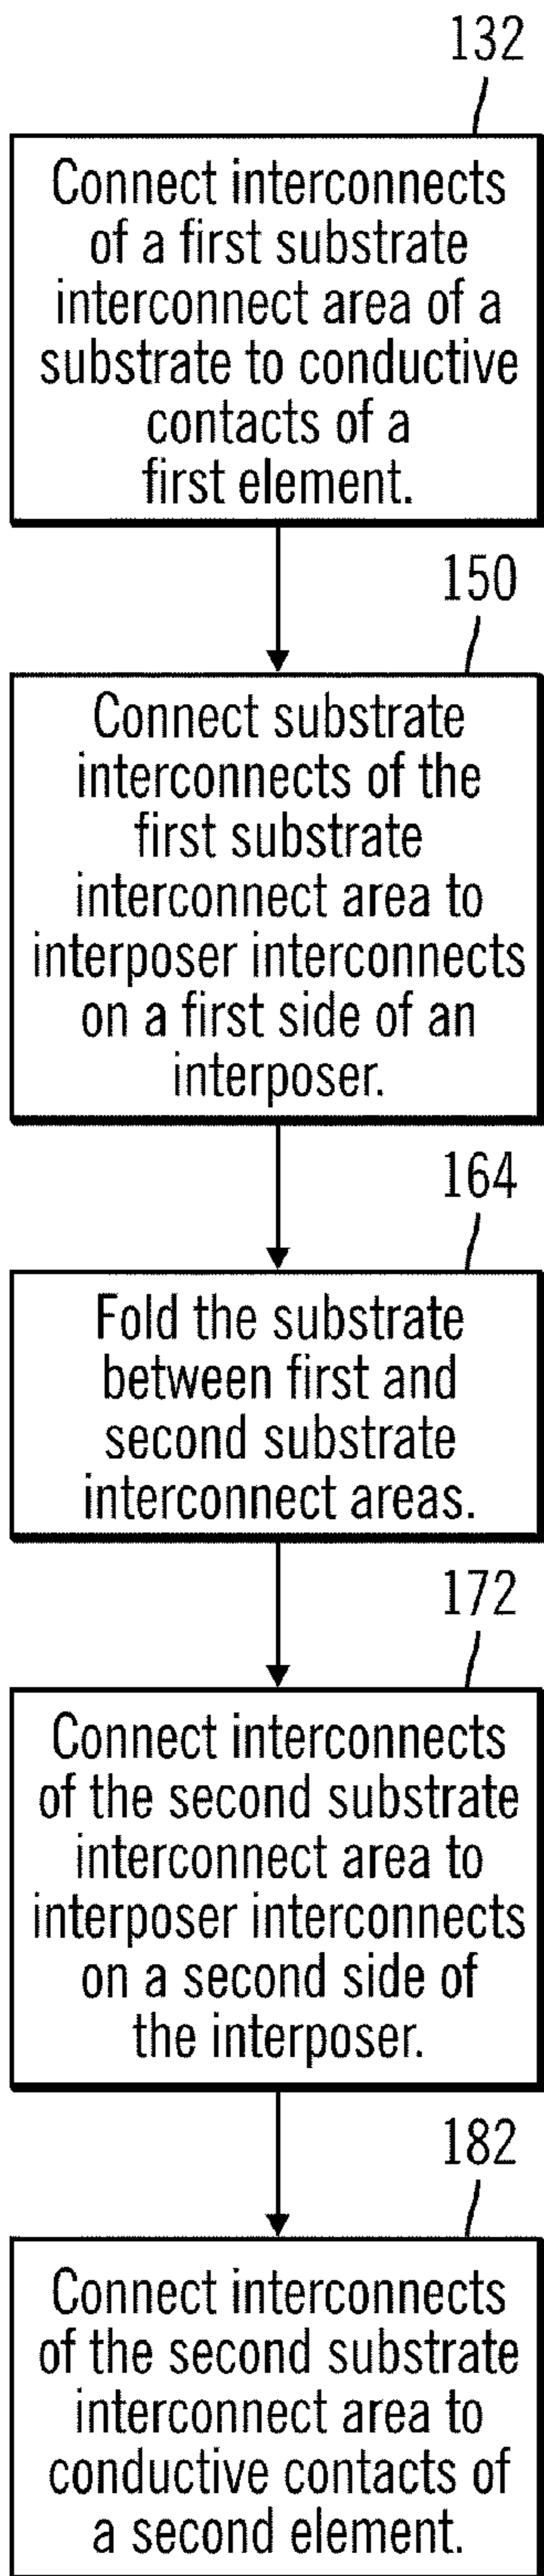 132
Connect interconnects
of a first substrate
interconnect area of a
substrate to conductive
contacts of a
first element.
150
Connect substrate
interconnects of the
first substrate
interconnect area to
interposer interconnects
on a first side of an
interposer.
164
Fold the substrate
between first and
second substrate
interconnect areas.
172
Connect interconnects
of the second substrate
interconnect area to
interposer interconnects
on a second side of
the interposer.
182
Connect interconnects
of the second substrate
interconnect area to
conductive contacts of
a second element.